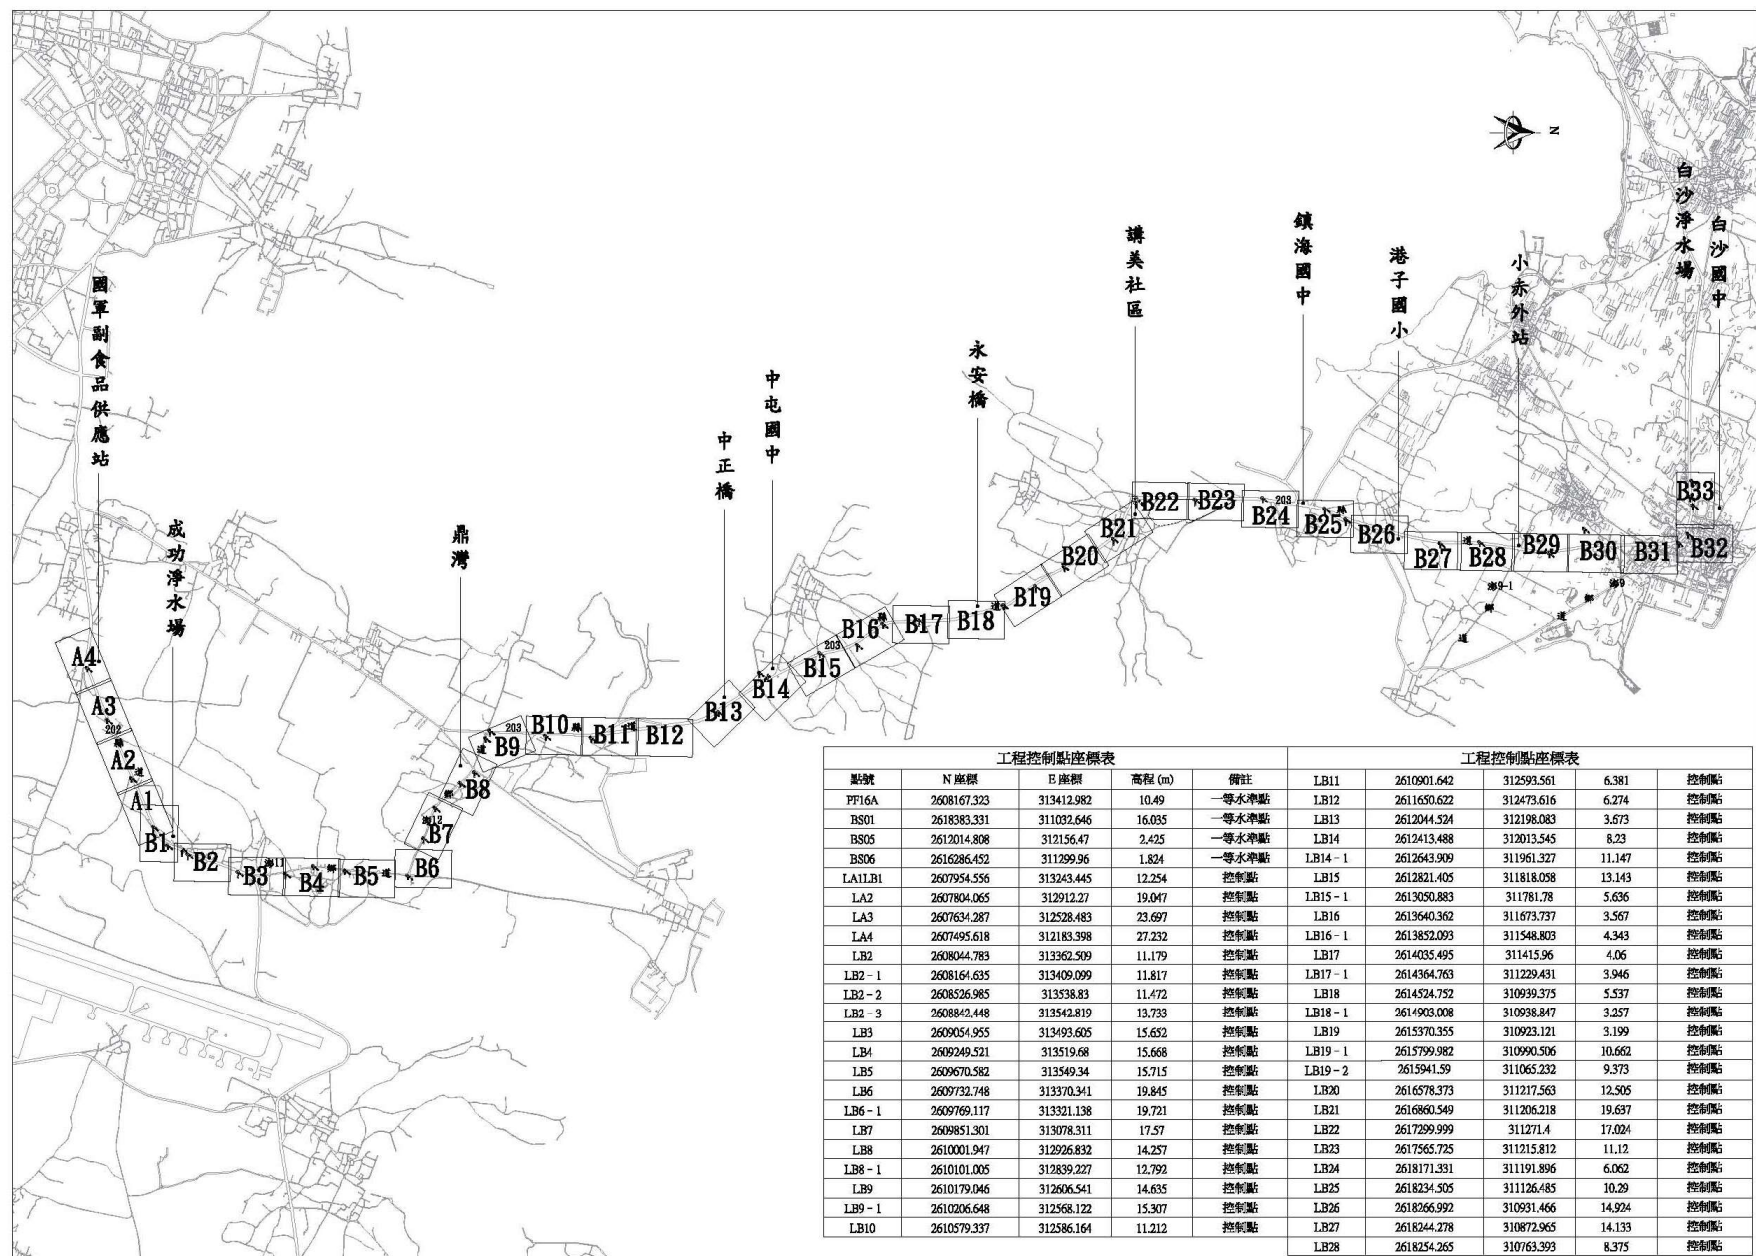 N
白沙淨水場
白沙國中
鎮海國中
講美社區
港子國小
小赤外站
國軍副食品供應站
永安橋
中屯國中
中正橋
成功淨水場
鼎灣
B33
B22
B23
203
B24
縣
B25
B21
B26
道
B32
B27
B28
B29
B30
B31
B20
澎9-1
澎9
鄉
鄉
B19
道
B18
道
道
縣
B17
B16
203
B15
A4
B14
A3
202
B13
203
B10
縣
道
B9
B11
B12
道
縣
A2
道
鄉
B8
A1
澎12
B7
B1
B2
澎11
B3
鄉
B4
B5
道
B6
工程控制點座標表
點號 N 座標 E 座標 高程 (m) 備註
PF16A 2608167.323 313412.982 10.49 一等水準點
BS01 2618383.331 311032.646 16.035 一等水準點
BS05 2612014.808 312156.47 2.425 一等水準點
BS06 2616286.452 311299.96 1.824 一等水準點
LA1LB1 2607954.556 313243.445 12.254 控制點
LA2 2607804.065 312912.27 19.047 控制點
LA3 2607634.287 312528.483 23.697 控制點
LA4 2607495.618 312183.398 27.232 控制點
LB2 2608044.783 313362.509 11.179 控制點
LB2-1 2608164.635 313409.099 11.817 控制點
LB2-2 2608526.985 313538.83 11.472 控制點
LB2-3 2608842.448 313542.819 13.733 控制點
LB3 2609054.955 313493.605 15.652 控制點
LB4 2609249.521 313519.68 15.668 控制點
LB5 2609670.582 313549.34 15.715 控制點
LB6 2609732.748 313370.341 19.845 控制點
LB6-1 2609769.117 313321.138 19.721 控制點
LB7 2609851.301 313078.311 17.57 控制點
LB8 2610001.947 312926.832 14.257 控制點
LB8-1 2610101.005 312839.227 12.792 控制點
LB9 2610179.046 312606.541 14.635 控制點
LB9-1 2610206.648 312568.122 15.307 控制點
LB10 2610579.337 312586.164 11.212 控制點
工程控制點座標表
LB11 2610901.642 312593.561 6.381 控制點
LB12 2611650.622 312473.616 6.274 控制點
LB13 2612044.524 312198.083 3.673 控制點
LB14 2612413.488 312013.545 8.23 控制點
LB14-1 2612643.909 311961.327 11.147 控制點
LB15 2612821.405 311818.058 13.143 控制點
LB15-1 2613050.883 311781.78 5.636 控制點
LB16 2613640.362 311673.737 3.567 控制點
LB16-1 2613852.093 311548.803 4.343 控制點
LB17 2614035.495 311415.96 4.06 控制點
LB17-1 2614364.763 311229.431 3.946 控制點
LB18 2614524.752 310939.375 5.537 控制點
LB18-1 2614903.008 310938.847 3.257 控制點
LB19 2615370.355 310923.121 3.199 控制點
LB19-1 2615799.982 310990.506 10.662 控制點
LB19-2 2615941.59 311065.232 9.373 控制點
LB20 2616578.373 311217.563 12.505 控制點
LB21 2616860.549 311206.218 19.637 控制點
LB22 2617299.999 311271.4 17.024 控制點
LB23 2617565.725 311215.812 11.12 控制點
LB24 2618171.331 311191.896 6.062 控制點
LB25 2618234.505 311126.485 10.29 控制點
LB26 2618266.992 310931.466 14.924 控制點
LB27 2618244.278 310872.965 14.133 控制點
LB28 2618254.265 310763.393 8.375 控制點